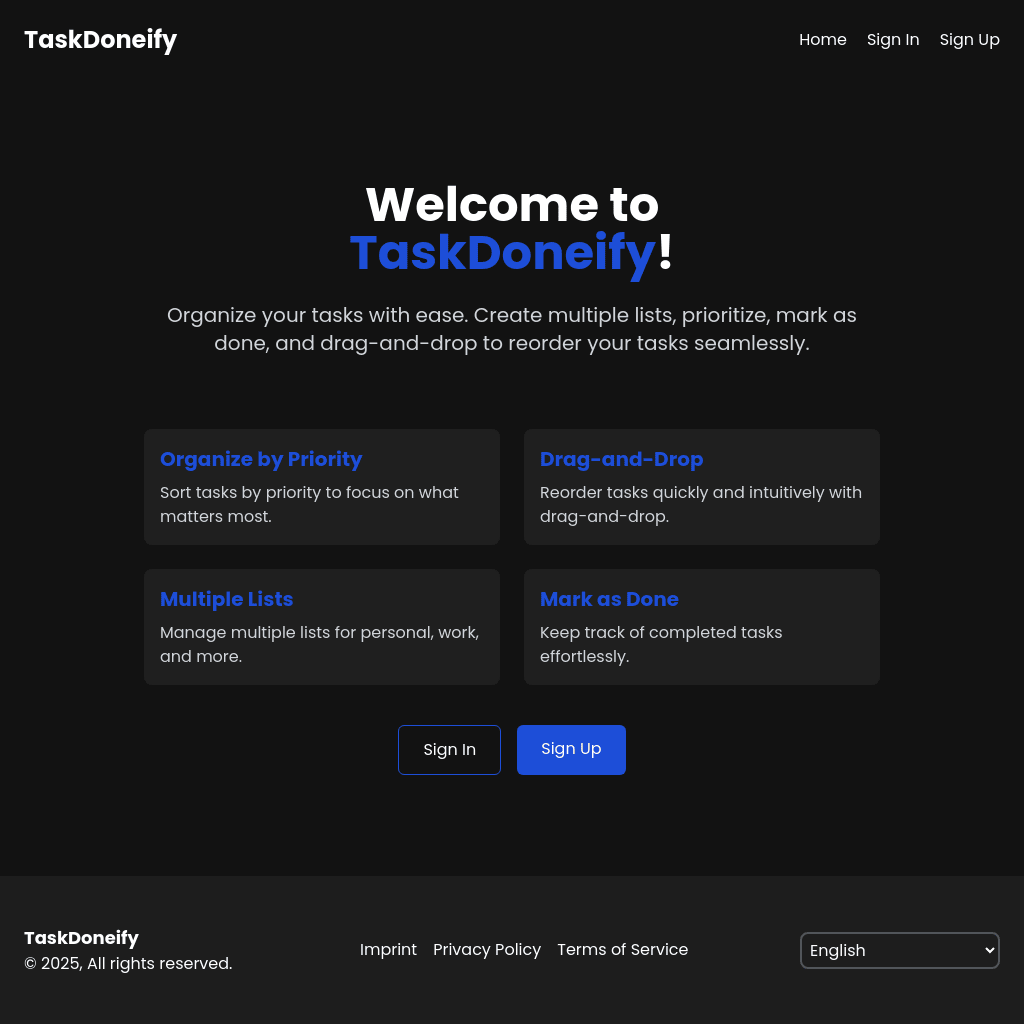 TaskDoneify
Home Sign In Sign Up
Welcome to
TaskDoneify!
Organize your tasks with ease. Create multiple lists, prioritize, mark as
done, and drag-and-drop to reorder your tasks seamlessly.
Organize by Priority
Sort tasks by priority to focus on what
matters most.
Drag-and-Drop
Reorder tasks quickly and intuitively with
drag-and-drop.
Multiple Lists
Manage multiple lists for personal, work,
and more.
Mark as Done
Keep track of completed tasks
effortlessly.
Sign In
Sign Up
TaskDoneify
© 2025, All rights reserved.
Imprint Privacy Policy Terms of Service
English